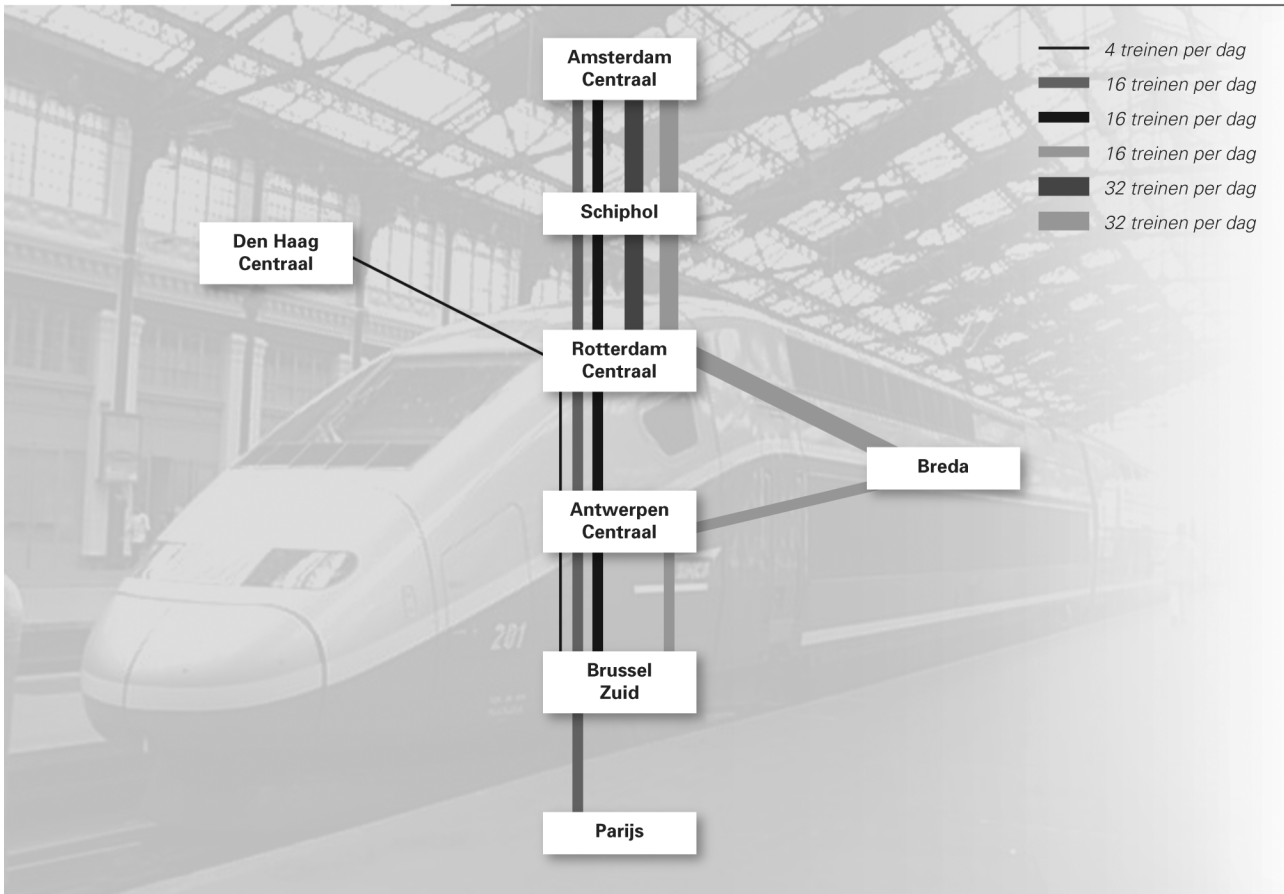 Amsterdam
Centraal
4 treinen per dag
16 treinen per dag
16 treinen per dag
16 treinen per dag
32 treinen per dag
32 treinen per dag
Schiphol
Den Haag
Centraal
Rotterdam
Centraal
Breda
Antwerpen
Centraal
201
Brussel
Zuid
Parijs